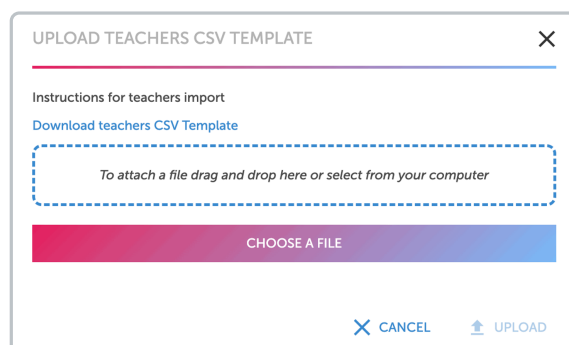 UPLOAD TEACHERS CSV TEMPLATE
Instructions for teachers import
Download teachers CSV Template
To attach a file drag and drop here or select from your computer
CHOOSE A FILE
CANCEL
UPLOAD